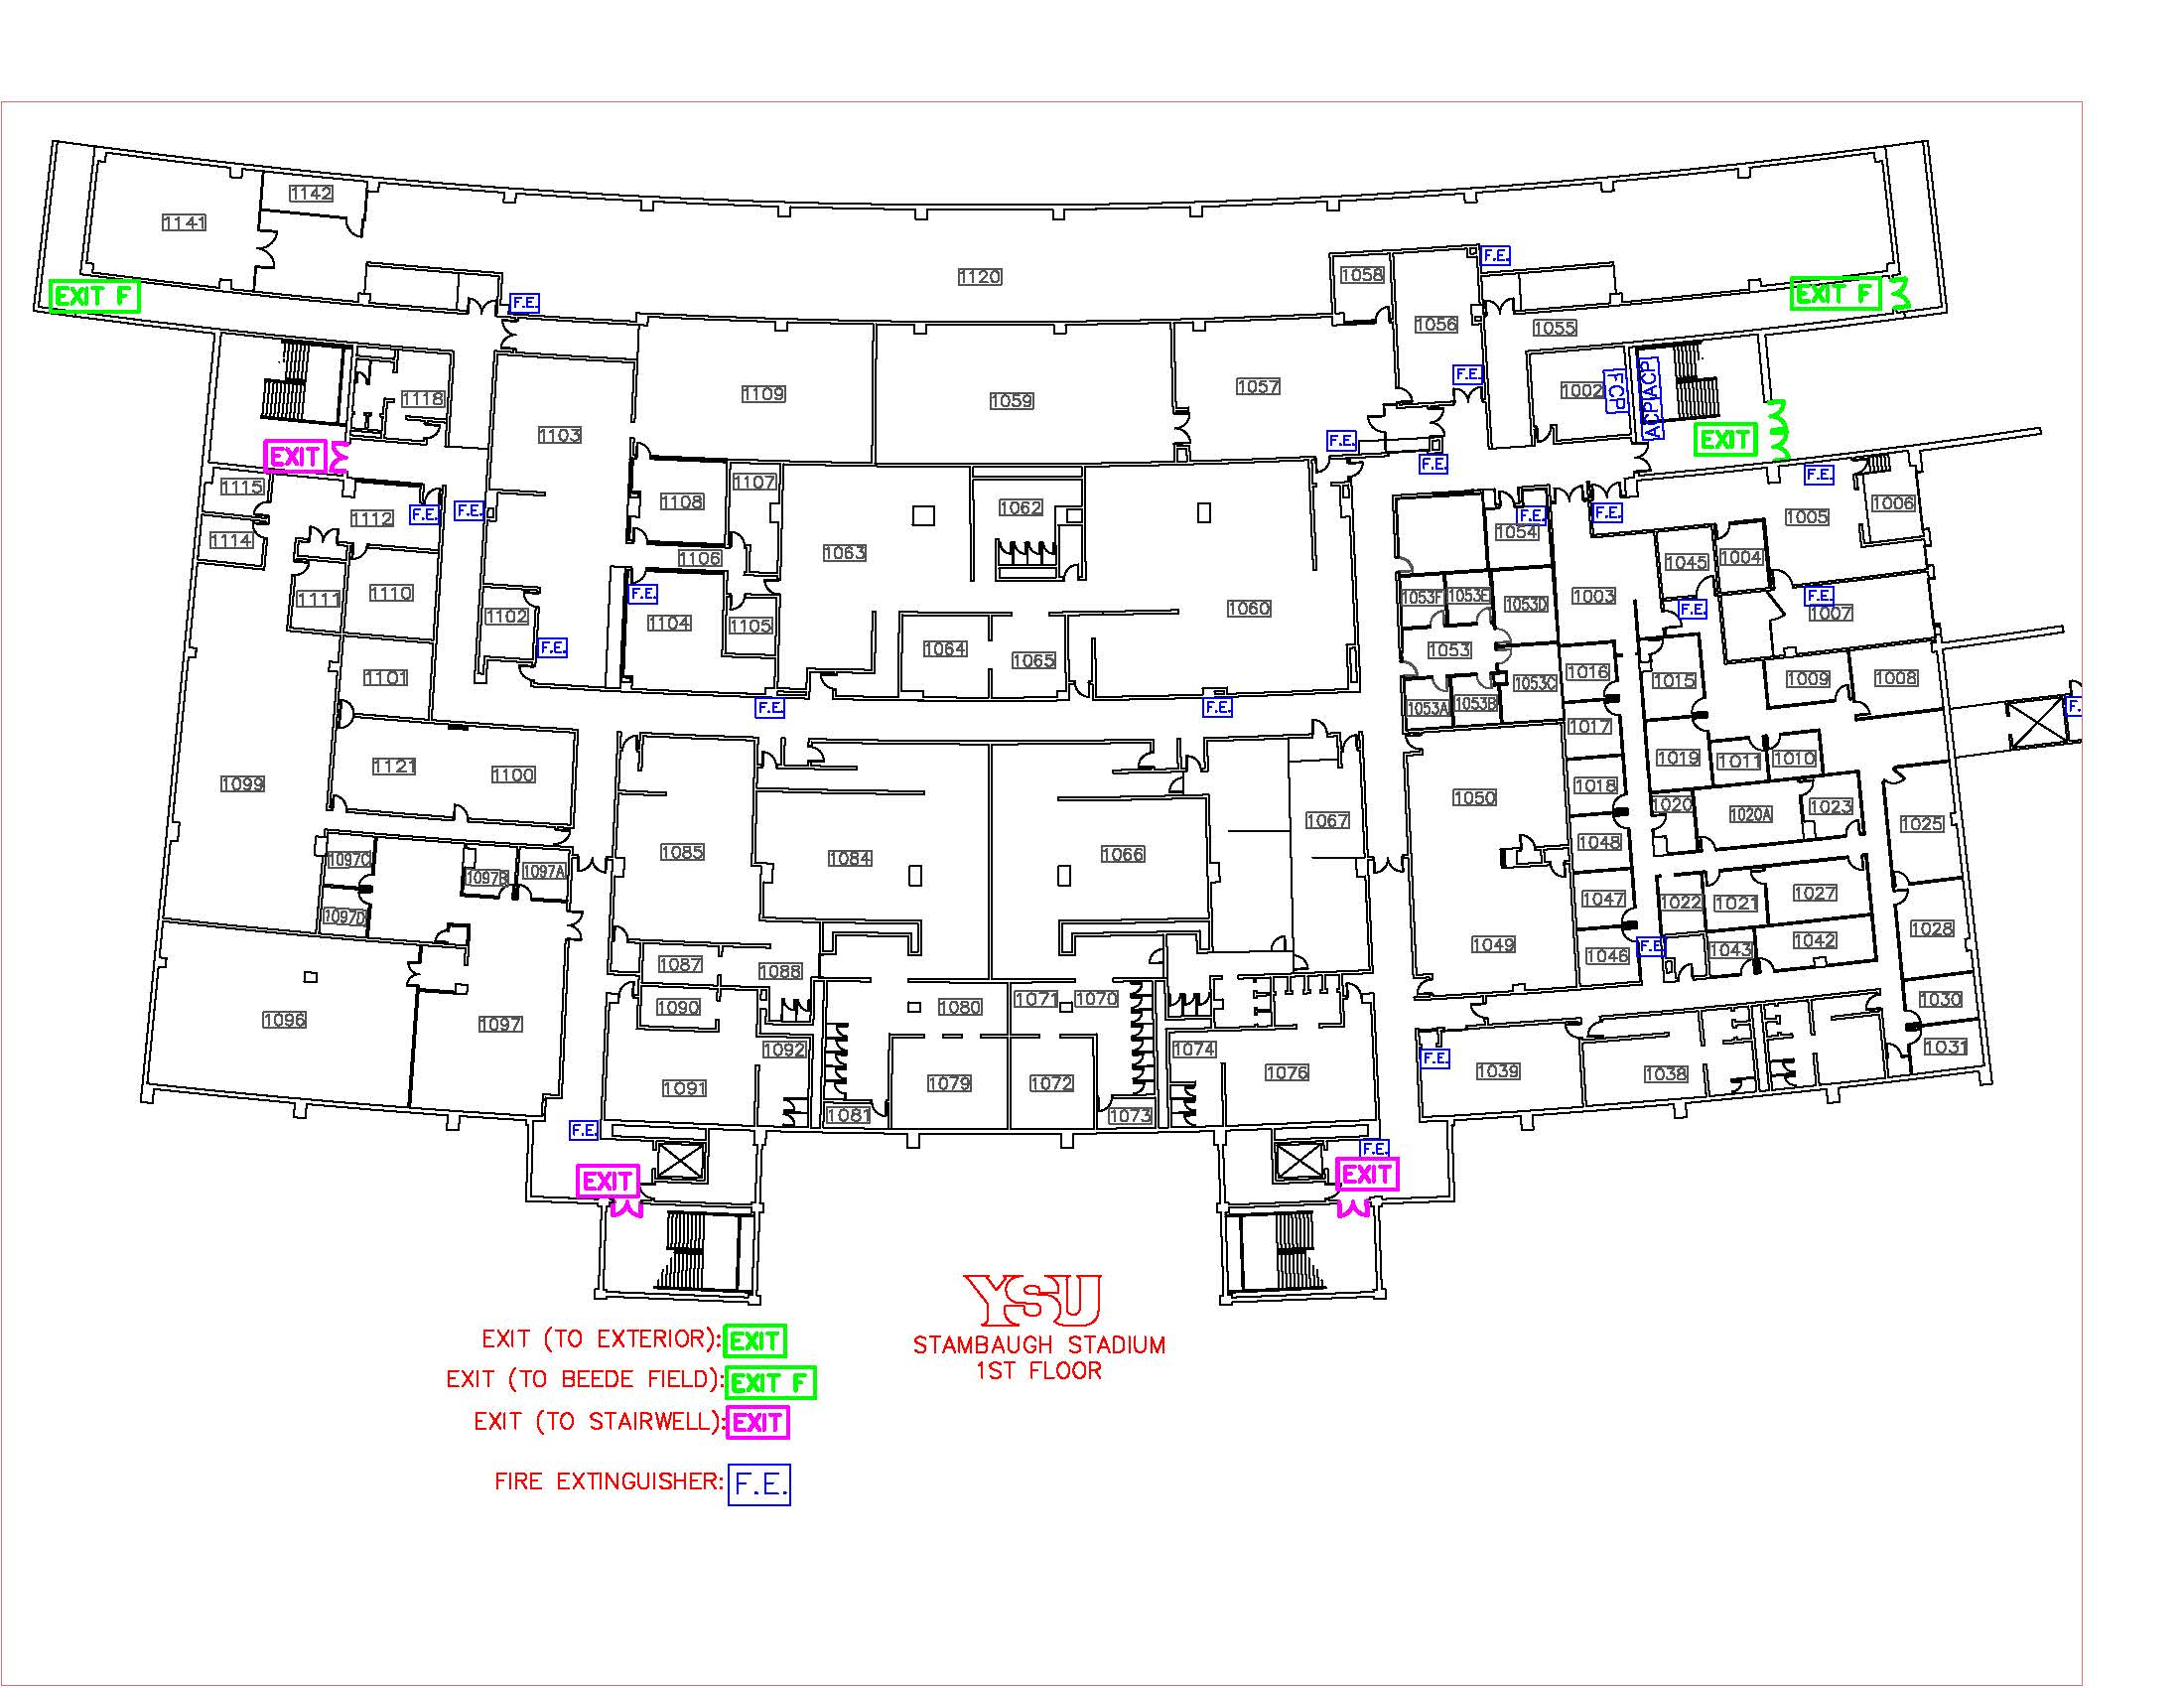 1142
1141
EXIT F
1120
1058
F.E.
F.E.
EXIT F
1056
1055
1118
1109
1059
1057
F.E.
1002
FCP
ACP/ACP
EXIT
1103
F.E.
F.E.
EXIT
1115
1107
1108
1062
F.E.
1006
1112
F.E.
F.E.
1054
F.E.
F.E.
1005
1114
1106
1063
1045
1004
1111
1110
F.E.
1053F
1053E
1053D
1003
F.E.
F.E.
1007
1102
1104
1105
1060
F.E.
1064
1065
1053
1101
1016
1015
1009
1008
F.E.
F.E.
1053A
1053B
1053C
F.
1017
1121
1100
1019
1011
1010
1099
1018
1050
1020
1020A
1023
1067
1025
1097C
1097B
1097A
1085
1084
1066
1048
1097D
1047
1022
1021
1027
1028
1087
1088
1049
F.E.
1046
1043
1042
1096
1097
1090
1080
1071
1070
1030
1092
1074
F.E.
1031
1091
1079
1072
1076
1039
1038
1081
1073
F.E.
F.E.
EXIT
EXIT
YSU
STAMBAUGH STADIUM
1ST FLOOR
EXIT (TO EXTERIOR): EXIT
EXIT (TO BEEDE FIELD): EXIT F
EXIT (TO STAIRWELL): EXIT
FIRE EXTINGUISHER: F.E.